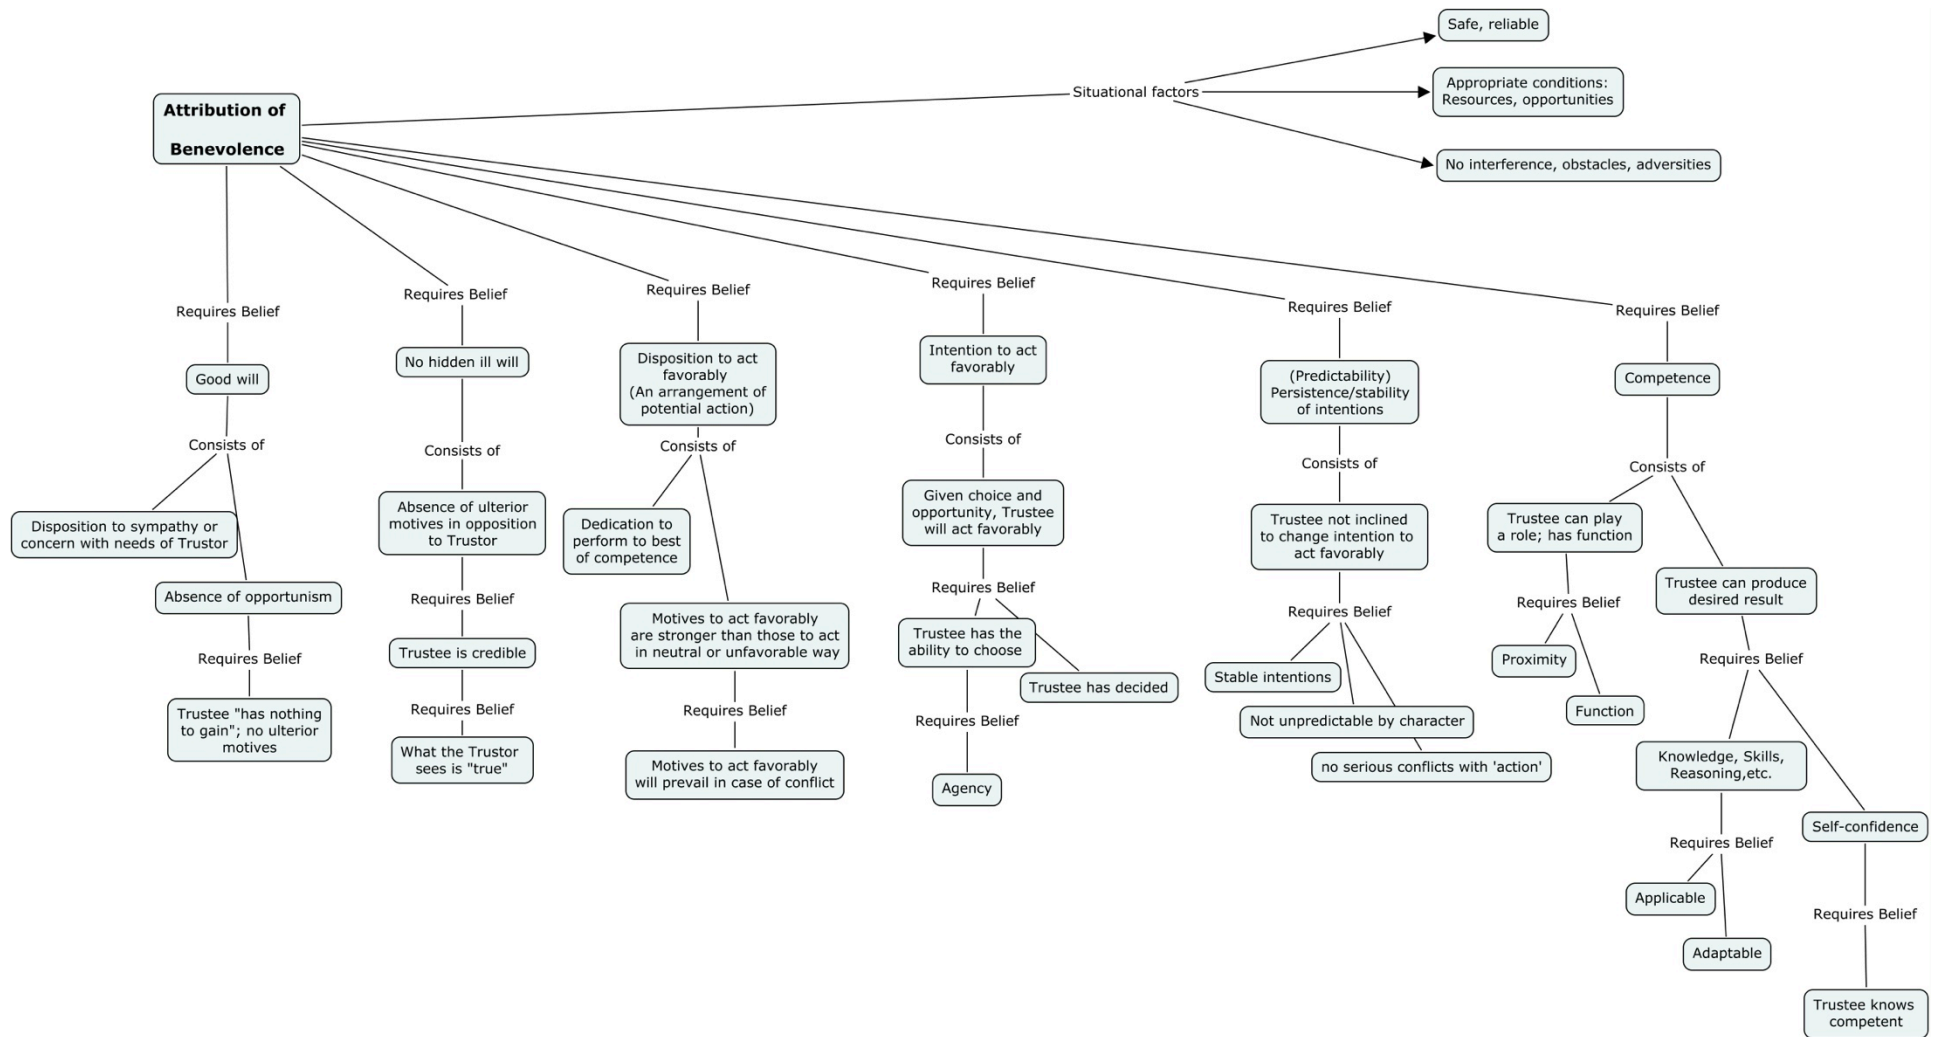 Safe, reliable
Situational factors
Appropriate conditions:
Resources, opportunities
No interference, obstacles, adversities
Attribution of
Benevolence
Requires Belief
Good will
Consists of
Disposition to sympathy or
concern with needs of Trustor
Absence of opportunism
Requires Belief
Trustee "has nothing
to gain"; no ulterior
motives
Requires Belief
No hidden ill will
Consists of
Absence of ulterior
motives in opposition
to Trustor
Requires Belief
Trustee is credible
Requires Belief
What the Trustor
sees is "true"
Requires Belief
Disposition to act
favorably
(An arrangement of
potential action)
Consists of
Dedication to
perform to best
of competence
Motives to act favorably
are stronger than those to act
in neutral or unfavorable way
Requires Belief
Motives to act favorably
will prevail in case of conflict
Requires Belief
Intention to act
favorably
Consists of
Given choice and
opportunity, Trustee
will act favorably
Requires Belief
Trustee has the
ability to choose
Trustee has decided
Requires Belief
Agency
Requires Belief
(Predictability)
Persistence/stability
of intentions
Consists of
Trustee not inclined
to change intention to
act favorably
Requires Belief
Stable intentions
Not unpredictable by character
no serious conflicts with 'action'
Requires Belief
Competence
Consists of
Trustee can play
a role; has function
Requires Belief
Proximity
Function
Trustee can produce
desired result
Requires Belief
Knowledge, Skills,
Reasoning,etc.
Requires Belief
Applicable
Adaptable
Self-confidence
Requires Belief
Trustee knows
competent